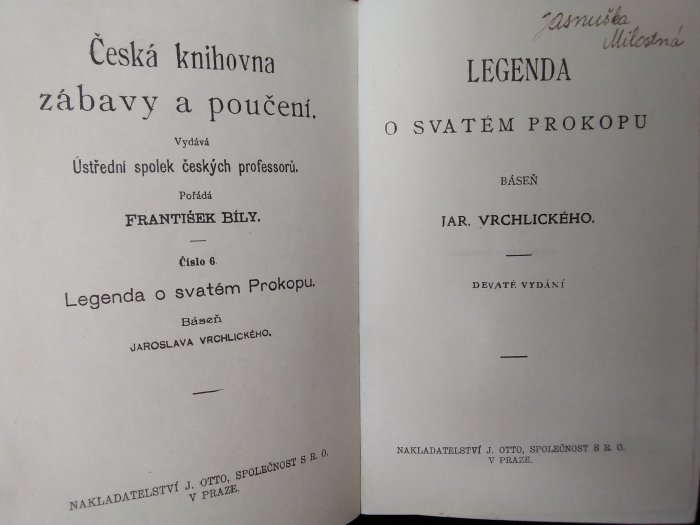 Česká knihovna
zábavy a poučení.
Vydává
Ústřední spolek českých professorů.
Pořádá
FRANTIŠEK BÍLY.
Číslo 6
Legenda o svatém Prokopu.
Báseň
JAROSLAVA VRCHLICKÉHO.
NAKLADATELSTVÍ J. OTTO, SPOLEČNOST S R. O.
V PRAZE.
Jasnuška
Milostná
LEGENDA
O SVATÉM PROKOPU
BÁSEŇ
JAR. VRCHLICKÉHO.
DEVATÉ VYDÁNÍ
NAKLADATELSTVÍ J. OTTO, SPOLEČNOST S R. O.
V PRAZE.